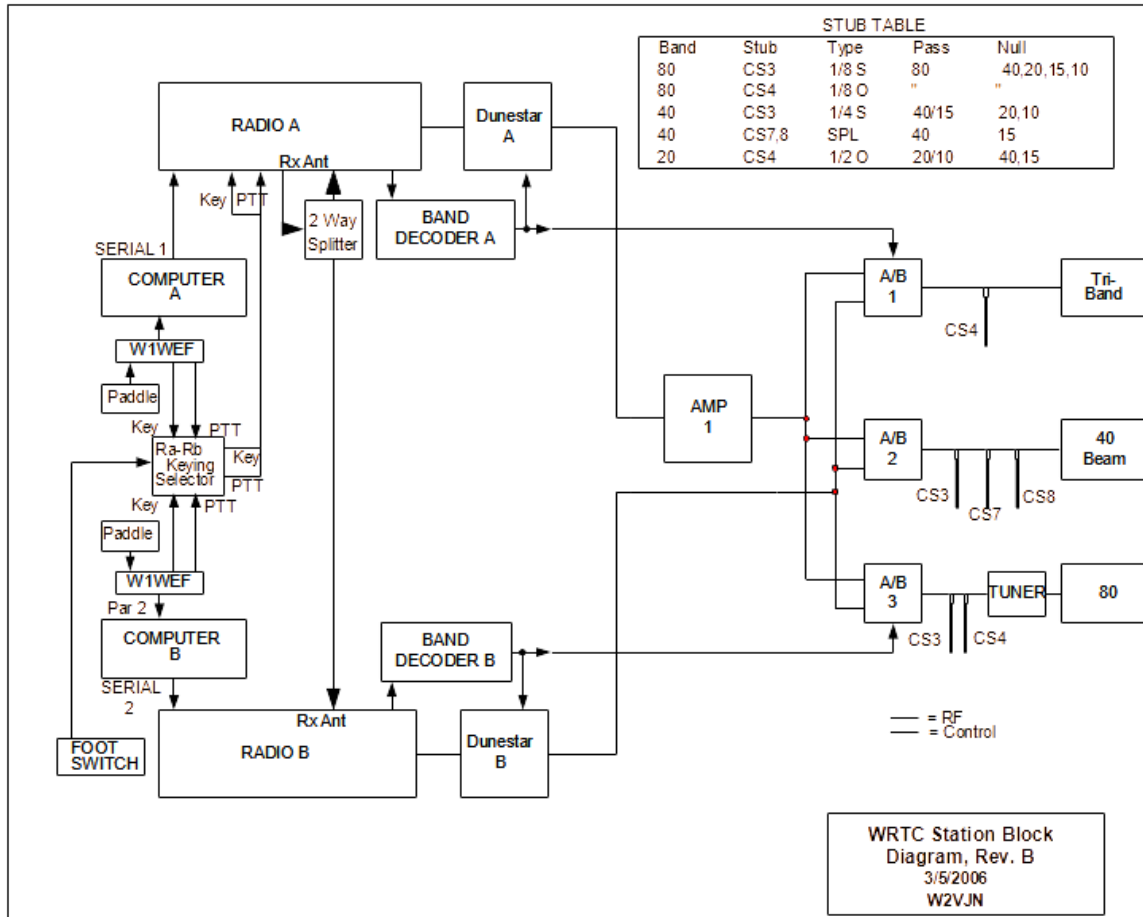 STUB TABLE
Band Stub Type Pass Null
80 CS3 1/8 S 80 40,20,15,10
80 CS4 1/8 O " "
40 CS3 1/4 S 40/15 20,10
40 CS7,8 SPL 40 15
20 CS4 1/2 O 20/10 40,15
RADIO A
Rx Ant
Dunestar
A
Key PTT
2 Way
Splitter
BAND
DECODER A
SERIAL 1
COMPUTER
A
W1WEF
Paddle
Key PTT
Ra-Rb
Keying
Selector
Key
PTT
Key PTT
Paddle
W1WEF
Par 2
COMPUTER
B
SERIAL
2
FOOT
SWITCH
Rx Ant
RADIO B
BAND
DECODER B
Dunestar
B
AMP
1
A/B
1
CS4
Tri-
Band
A/B
2
CS3
CS7
CS8
40
Beam
A/B
3
CS3
CS4
TUNER
80
= RF
= Control
WRTC Station Block
Diagram, Rev. B
3/5/2006
W2VJN